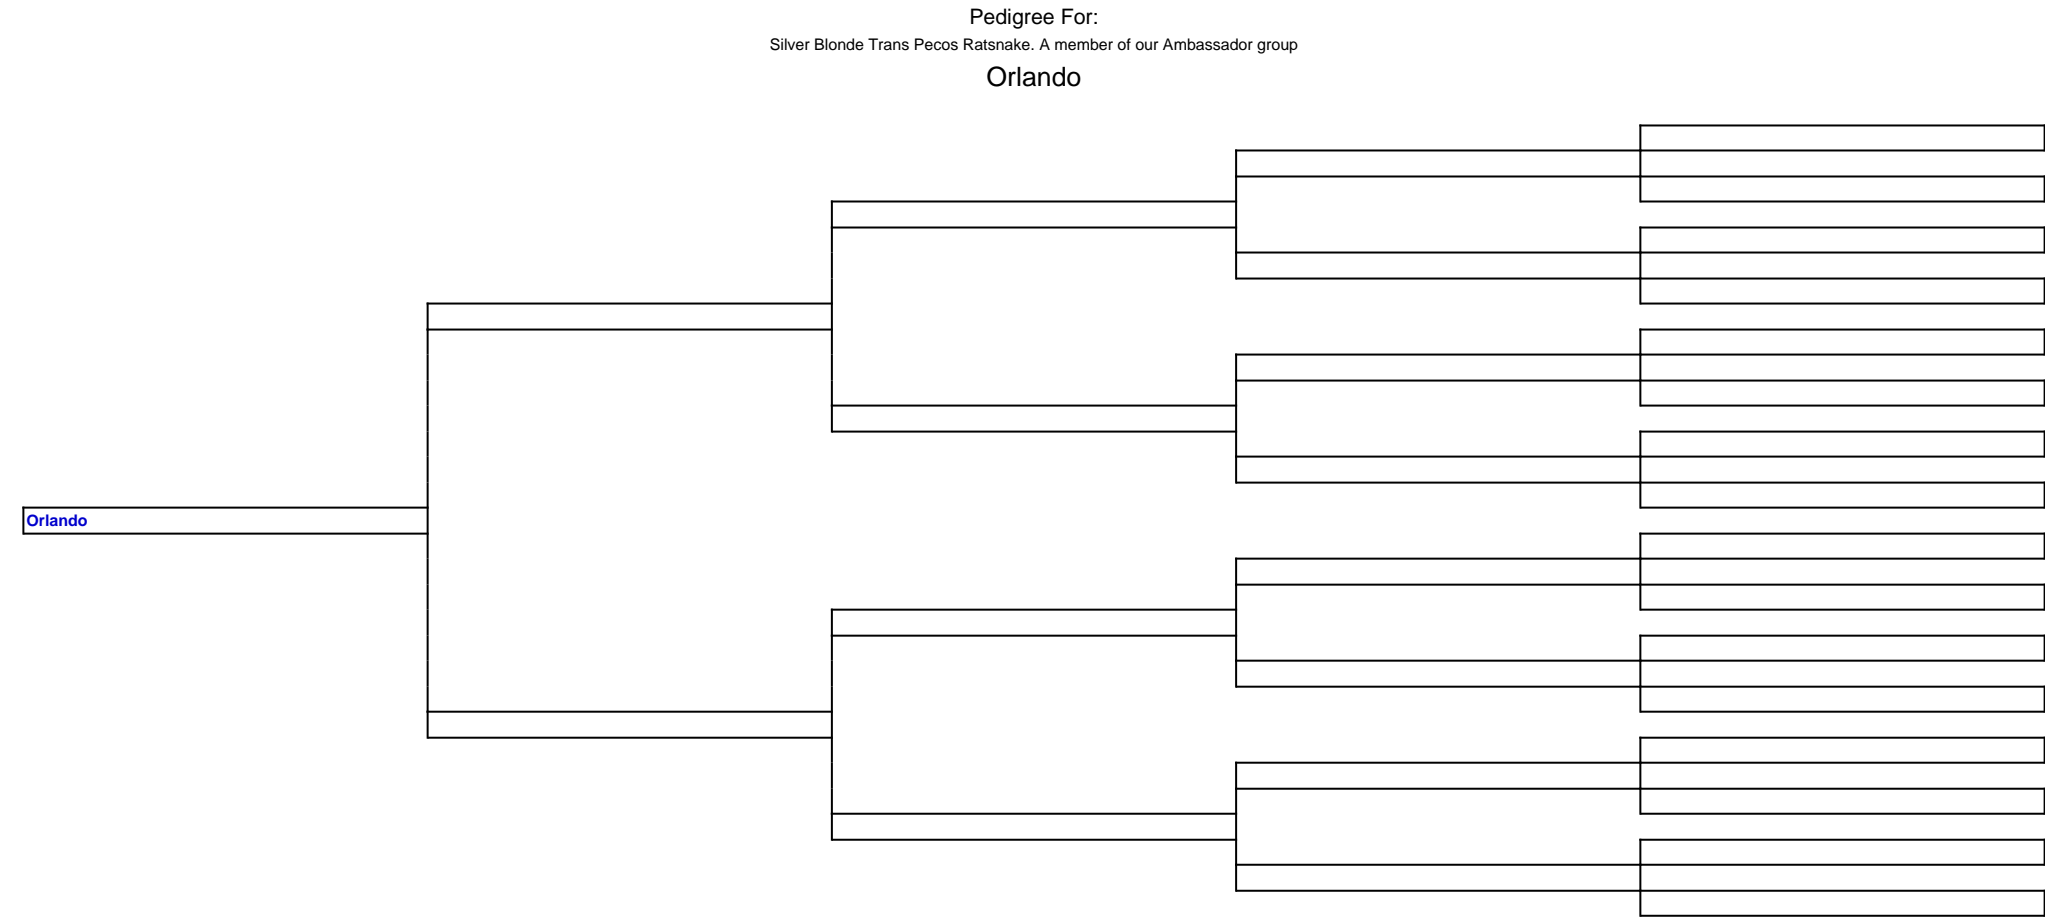 Pedigree For:
Silver Blonde Trans Pecos Ratsnake. A member of our Ambassador group
Orlando
Orlando